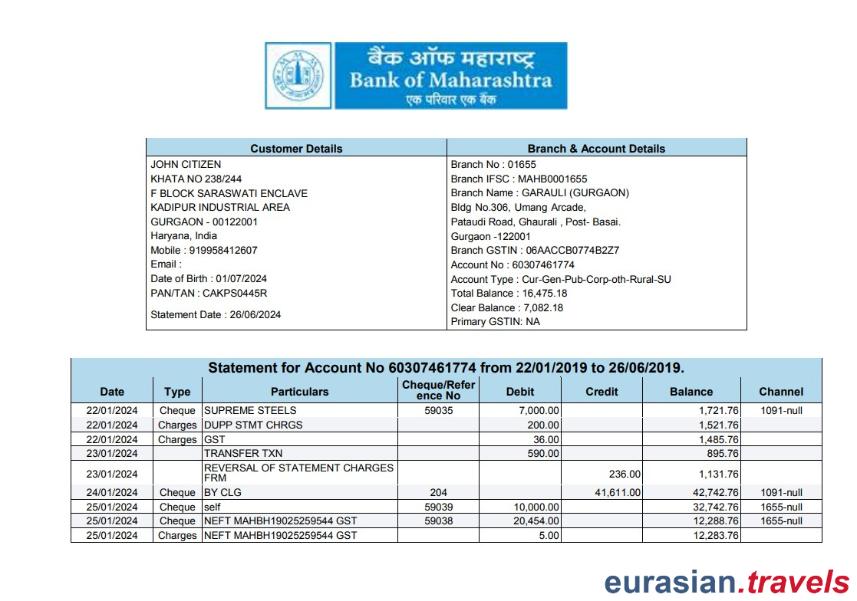 बैंक ऑफ महाराष्ट्र
Bank of Maharashtra
एक परिवार एक बैंक
Customer Details
JOHN CITIZEN
KHATA NO 238/244
F BLOCK SARASWATI ENCLAVE
KADIPUR INDUSTRIAL AREA
GURGAON - 00122001
Haryana, India
Mobile : 919958412607
Email :
Date of Birth : 01/07/2024
PAN/TAN : CAKPS0445R
Statement Date : 26/06/2024
Branch & Account Details
Branch No : 01655
Branch IFSC : MAHB0001655
Branch Name : GARAULI (GURGAON)
Bldg No.306, Umang Arcade,
Pataudi Road, Ghaurali , Post- Basai.
Gurgaon -122001
Branch GSTIN : 06AACCB0774B2Z7
Account No : 60307461774
Account Type : Cur-Gen-Pub-Corp-oth-Rural-SU
Total Balance : 16,475.18
Clear Balance : 7,082.18
Primary GSTIN: NA
Statement for Account No 60307461774 from 22/01/2019 to 26/06/2019.
Date Type Particulars Cheque/Refer ence No Debit Credit Balance Channel
22/01/2024 Cheque SUPREME STEELS 59035 7,000.00 1,721.76 1091-null
22/01/2024 Charges DUPP STMT CHRGS 200.00 1,521.76
22/01/2024 Charges GST 36.00 1,485.76
23/01/2024 TRANSFER TXN 590.00 895.76
23/01/2024 REVERSAL OF STATEMENT CHARGES FRM 236.00 1,131.76
24/01/2024 Cheque BY CLG 204 41,611.00 42,742.76 1091-null
25/01/2024 Cheque self 59039 10,000.00 32,742.76 1655-null
25/01/2024 Cheque NEFT MAHBH19025259544 GST 59038 20,454.00 12,288.76 1655-null
25/01/2024 Charges NEFT MAHBH19025259544 GST 5.00 12,283.76
eurasian.travels